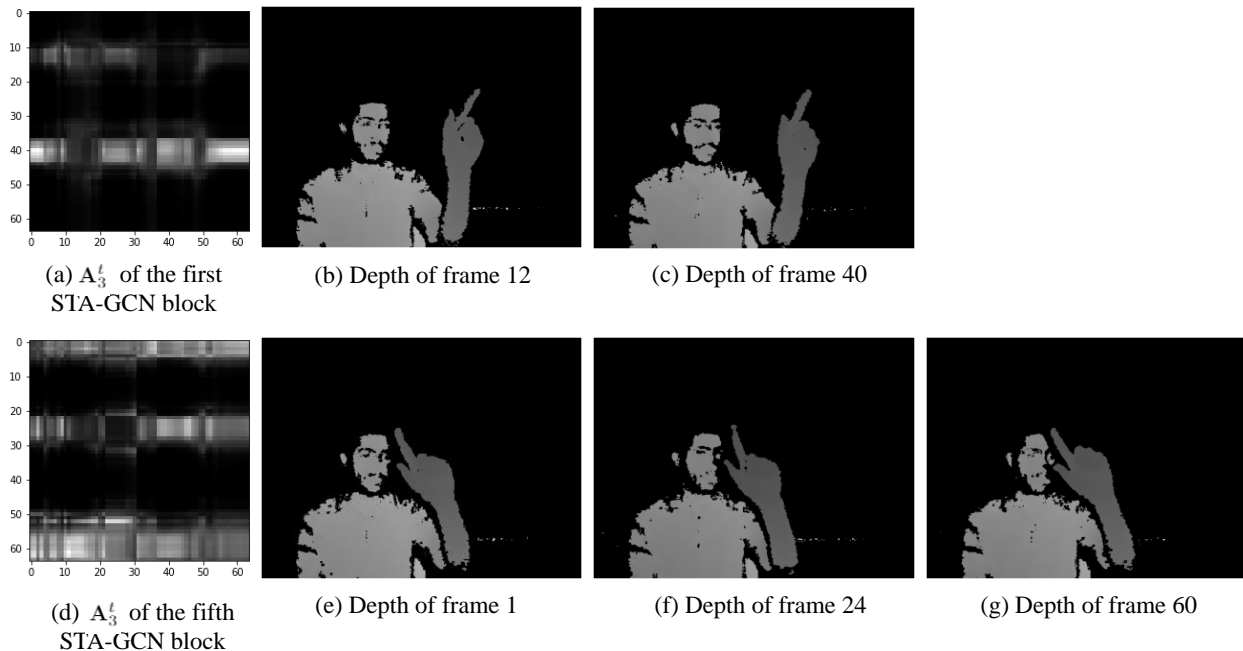 0
10
20
30
40
50
60
0 10 20 30 40 50 60
(a) A₃ᵗ of the first
STA-GCN block
(b) Depth of frame 12
(c) Depth of frame 40
0
10
20
30
40
50
60
0 10 20 30 40 50 60
(d) A₃ᵗ of the fifth
STA-GCN block
(e) Depth of frame 1
(f) Depth of frame 24
(g) Depth of frame 60